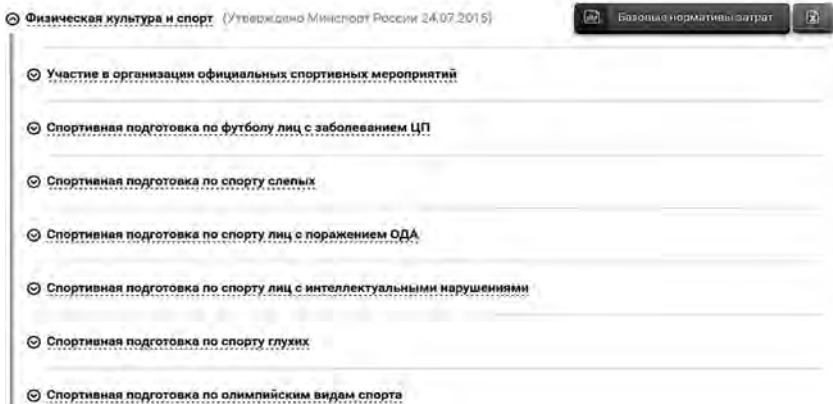 Физическая культура и спорт (Утверждено Минспорт России 24.07.2015) Базовые нормативы затрат
Участие в организации официальных спортивных мероприятий
Спортивная подготовка по футболу лиц с заболеванием ЦП
Спортивная подготовка по спорту слепых
Спортивная подготовка по спорту лиц с поражением ОДА
Спортивная подготовка по спорту лиц с интеллектуальными нарушениями
Спортивная подготовка по спорту глухих
Спортивная подготовка по олимпийским видам спорта